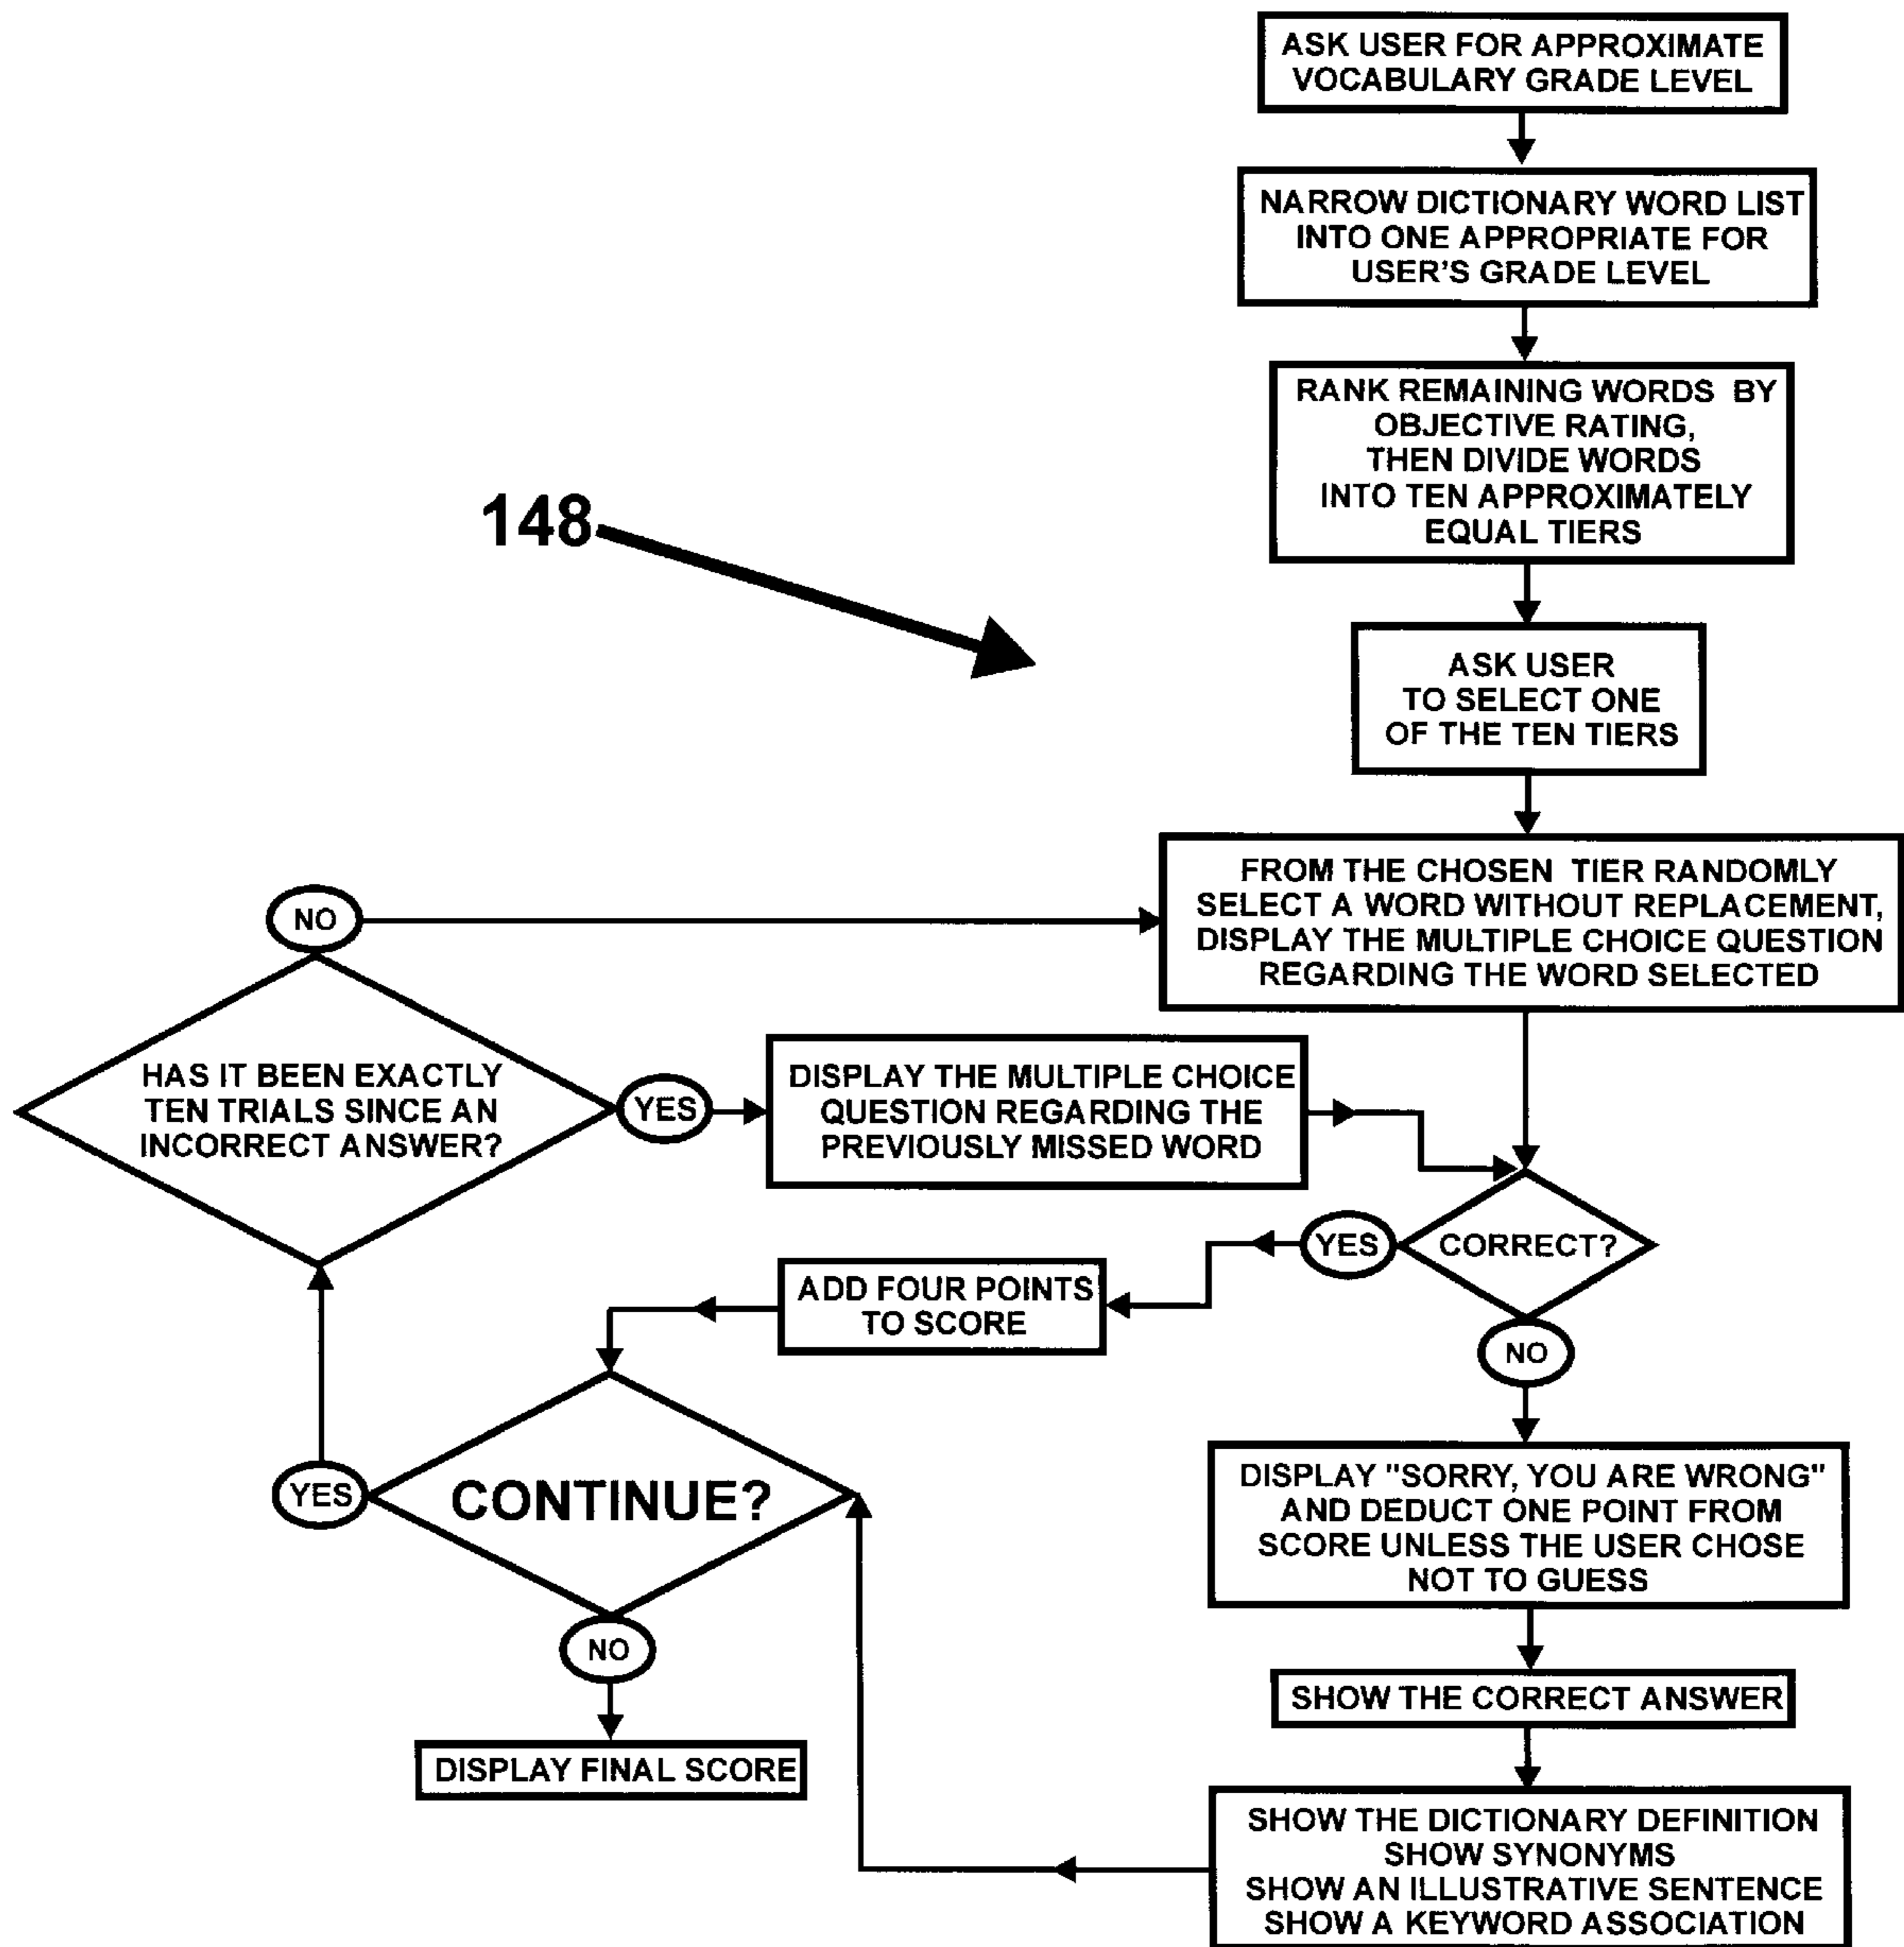 ASK USER FOR APPROXIMATE
VOCABULARY GRADE LEVEL
NARROW DICTIONARY WORD LIST
INTO ONE APPROPRIATE FOR
USER'S GRADE LEVEL
RANK REMAINING WORDS BY
OBJECTIVE RATING,
THEN DIVIDE WORDS
INTO TEN APPROXIMATELY
EQUAL TIERS
148
ASK USER
TO SELECT ONE
OF THE TEN TIERS
FROM THE CHOSEN TIER RANDOMLY
SELECT A WORD WITHOUT REPLACEMENT,
DISPLAY THE MULTIPLE CHOICE QUESTION
REGARDING THE WORD SELECTED
NO
HAS IT BEEN EXACTLY
TEN TRIALS SINCE AN
INCORRECT ANSWER?
YES
DISPLAY THE MULTIPLE CHOICE
QUESTION REGARDING THE
PREVIOUSLY MISSED WORD
CORRECT?
YES
ADD FOUR POINTS
TO SCORE
NO
CONTINUE?
YES
NO
DISPLAY FINAL SCORE
DISPLAY "SORRY, YOU ARE WRONG"
AND DEDUCT ONE POINT FROM
SCORE UNLESS THE USER CHOSE
NOT TO GUESS
SHOW THE CORRECT ANSWER
SHOW THE DICTIONARY DEFINITION
SHOW SYNONYMS
SHOW AN ILLUSTRATIVE SENTENCE
SHOW A KEYWORD ASSOCIATION